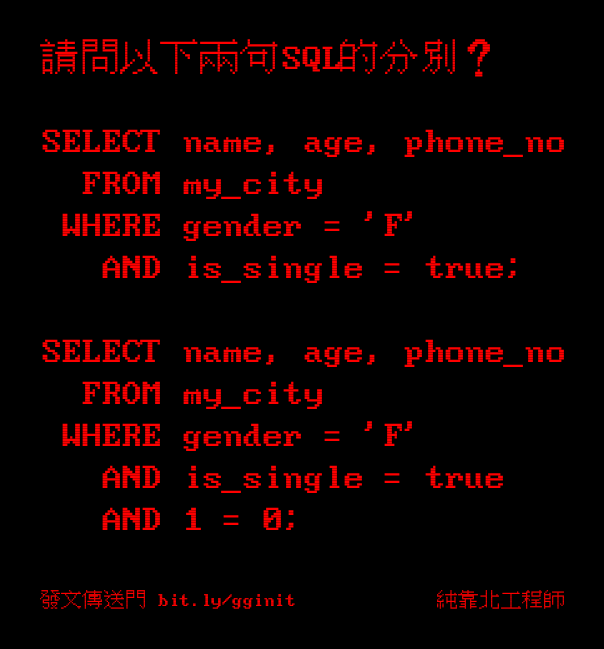 請問以下兩句SQL的分別？
SELECT name, age, phone_no
FROM my_city
WHERE gender = 'F'
AND is_single = true;
SELECT name, age, phone_no
FROM my_city
WHERE gender = 'F'
AND is_single = true
AND 1 = 0;
發文傳送門 bit.ly/gginit
純靠北工程師